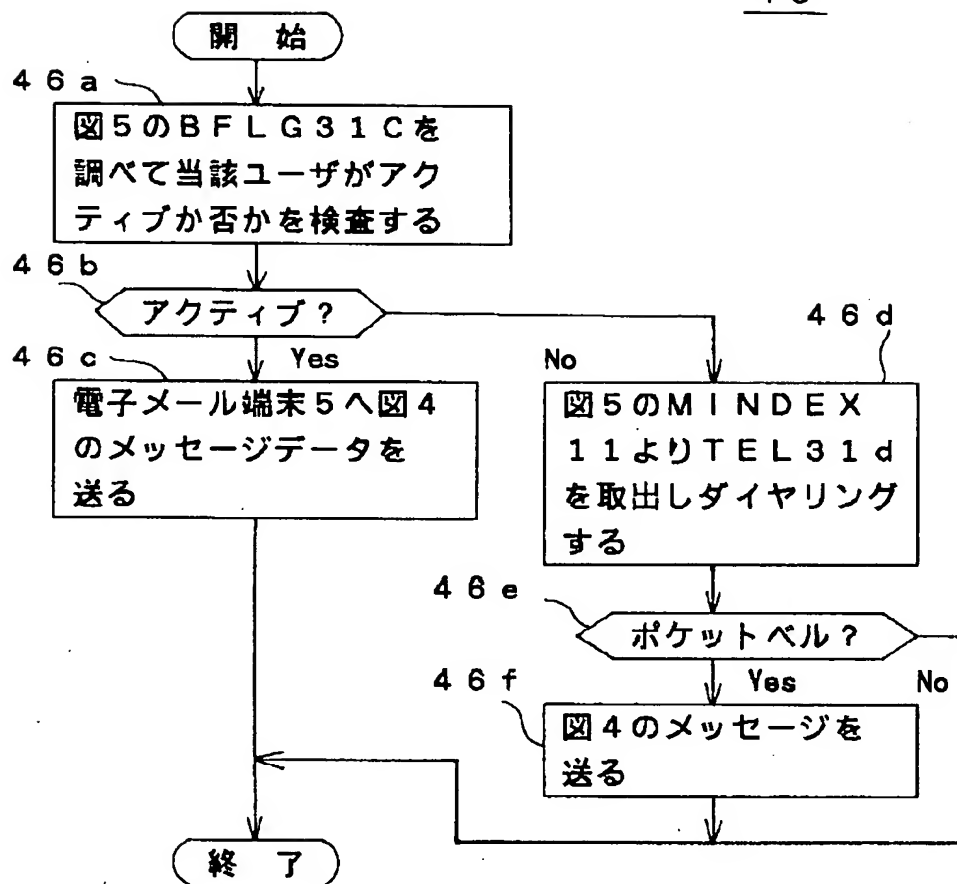 開 始
46a
図5のBFLG31Cを
調べて当該ユーザがアク
ティブか否かを検査する
46b
アクティブ?
Yes
No
46c
電子メール端末5へ図4
のメッセージデータを
送る
46d
図5のMINDEX
11よりTEL31d
を取出しダイヤリング
する
46e
ポケットベル?
Yes
No
46f
図4のメッセージを
送る
終 了